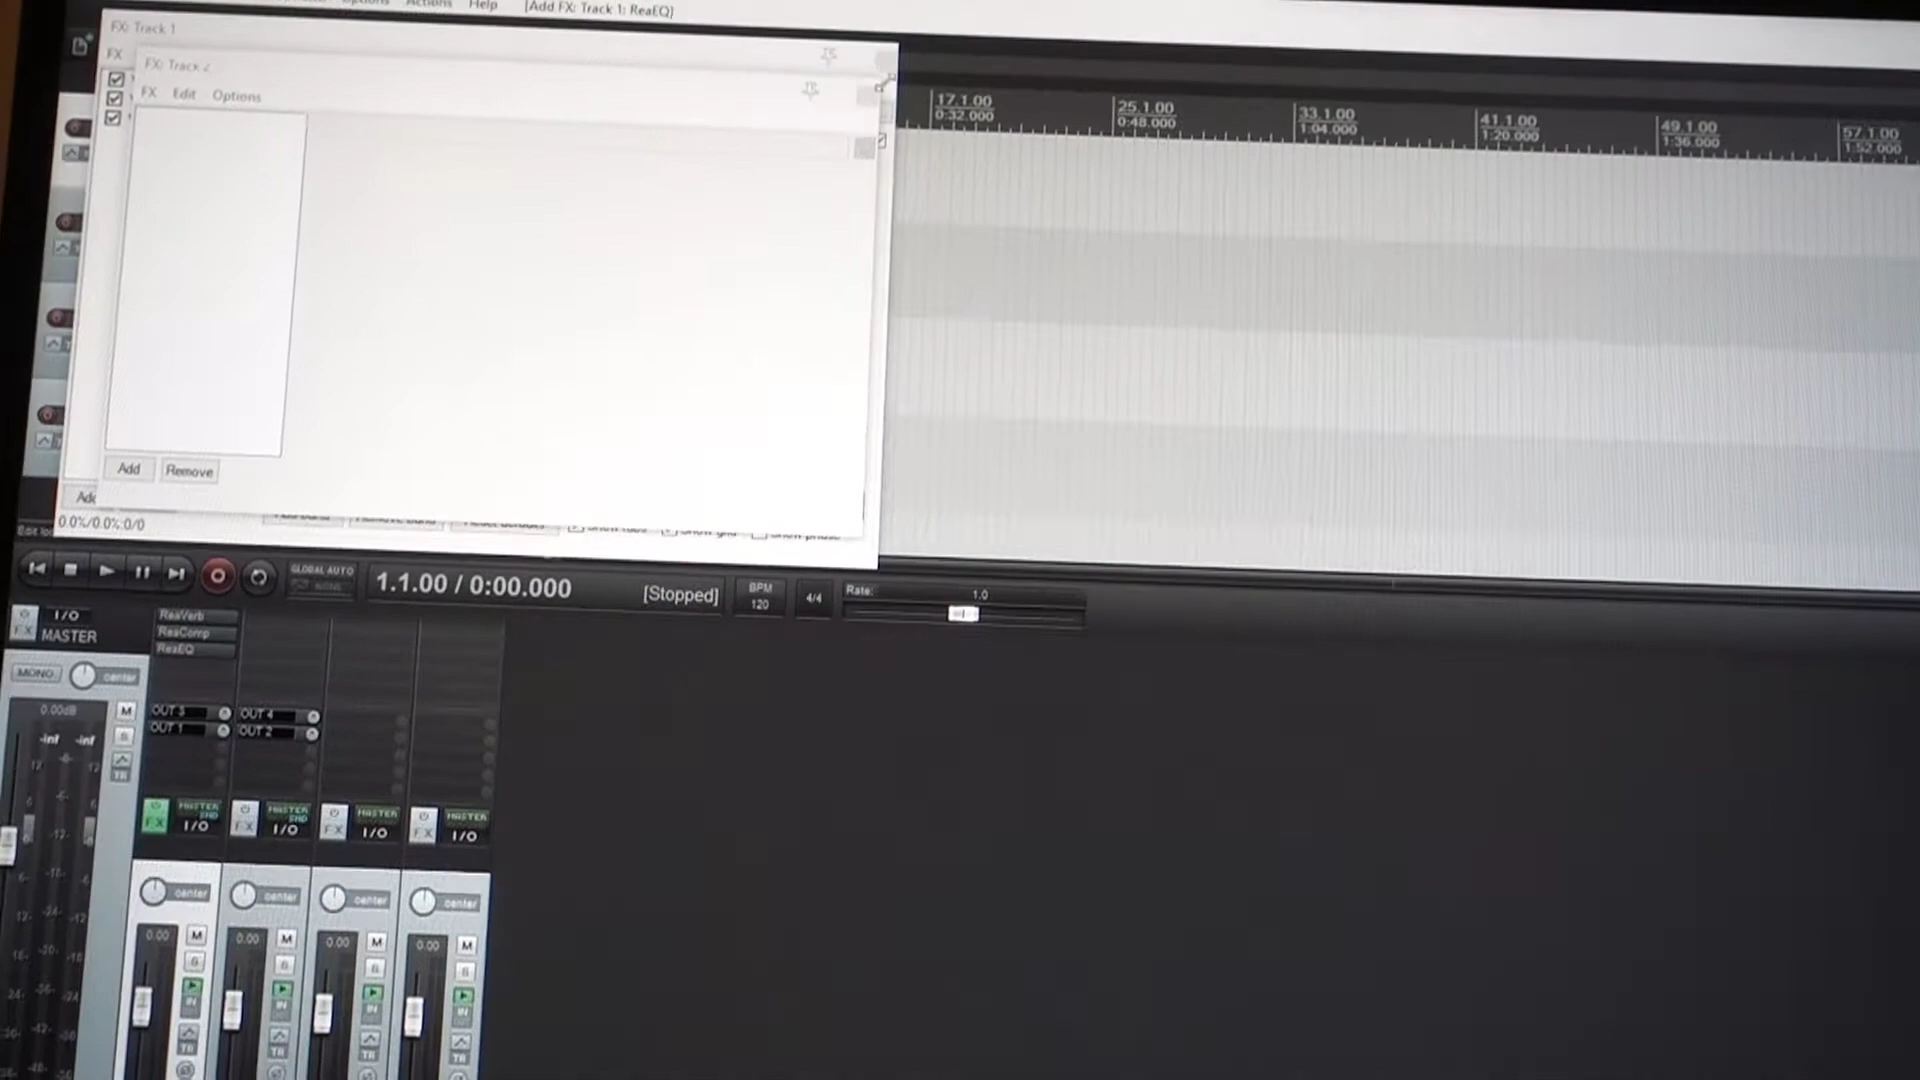 Options Actions Help [Add FX: Track 1: ReaEQ]
FX: Track 1
FX
FX: Track 2
FX Edit Options
17.1.00
0:32.000
25.1.00
0:48.000
33.1.00
1:04.000
41.1.00
1:20.000
49.1.00
1:36.000
57.1.00
1:52.000
Add Remove
Add
0.0%/0.0%:0/0
GLOBAL AUTO
NONE
1.1.00 / 0:00.000
[Stopped]
BPM
120
4/4
Rate:
1.0
I/O
FX
MASTER
ReaVerb
ReaComp
ReaEQ
MONO
center
0.00dB
M
S
-inf -inf
TR
OUT 3
OUT 1
OUT 4
OUT 2
FX MASTER SND I/O
FX MASTER SND I/O
FX MASTER I/O
FX MASTER I/O
center center center center
0.00 M 0.00 M 0.00 M 0.00 M
S S S S
IN IN IN IN
TR TR TR TR